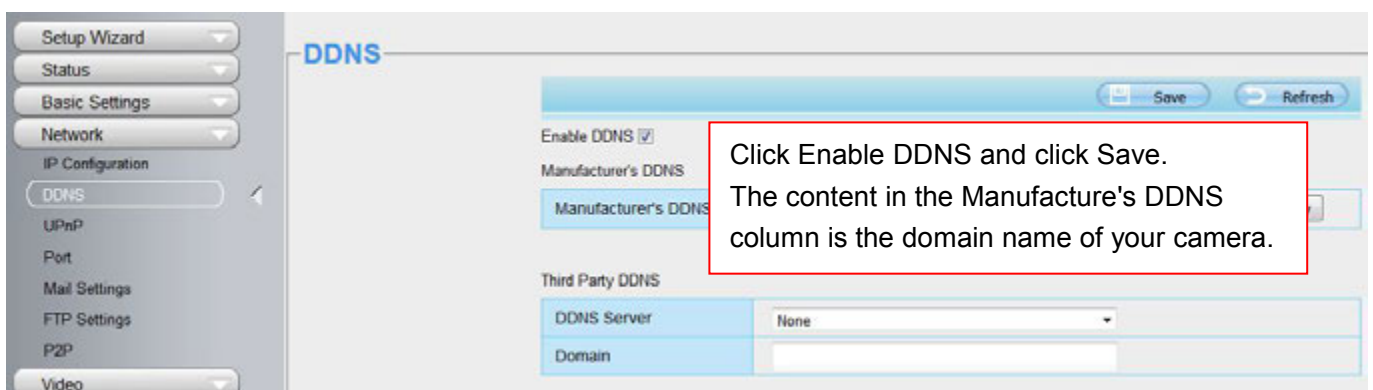 Setup Wizard
Status
Basic Settings
Network
IP Configuration
DDNS
UPnP
Port
Mail Settings
FTP Settings
P2P
Video
DDNS
Save Refresh
Enable DDNS
Manufacturer's DDNS
Manufacturer's DDNS
Click Enable DDNS and click Save.
The content in the Manufacture's DDNS
column is the domain name of your camera.
Third Party DDNS
DDNS Server None
Domain